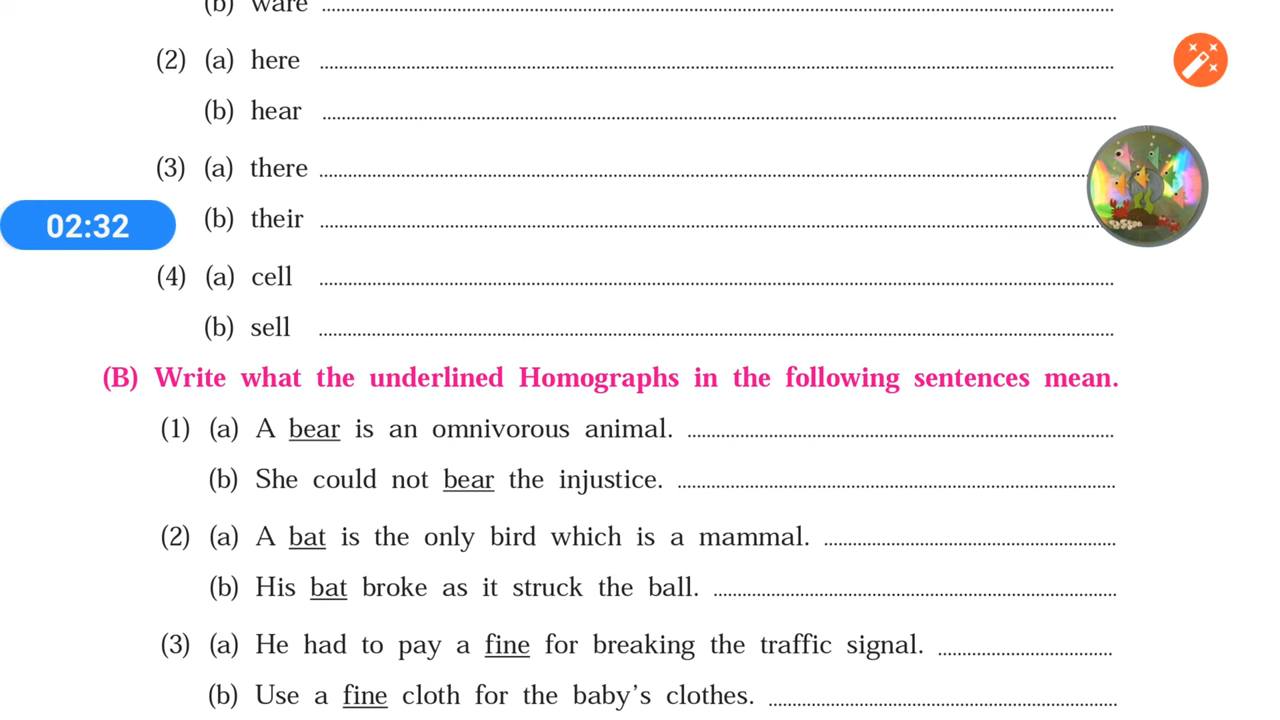 (b) ware ........................................
(2) (a) here ........................................
(b) hear ........................................
(3) (a) there ........................................
02:32
(b) their ........................................
(4) (a) cell ........................................
(b) sell ........................................
(B) Write what the underlined Homographs in the following sentences mean.
(1) (a) A bear is an omnivorous animal. ........................................
(b) She could not bear the injustice. ........................................
(2) (a) A bat is the only bird which is a mammal. ........................................
(b) His bat broke as it struck the ball. ........................................
(3) (a) He had to pay a fine for breaking the traffic signal. ........................................
(b) Use a fine cloth for the baby’s clothes. ........................................